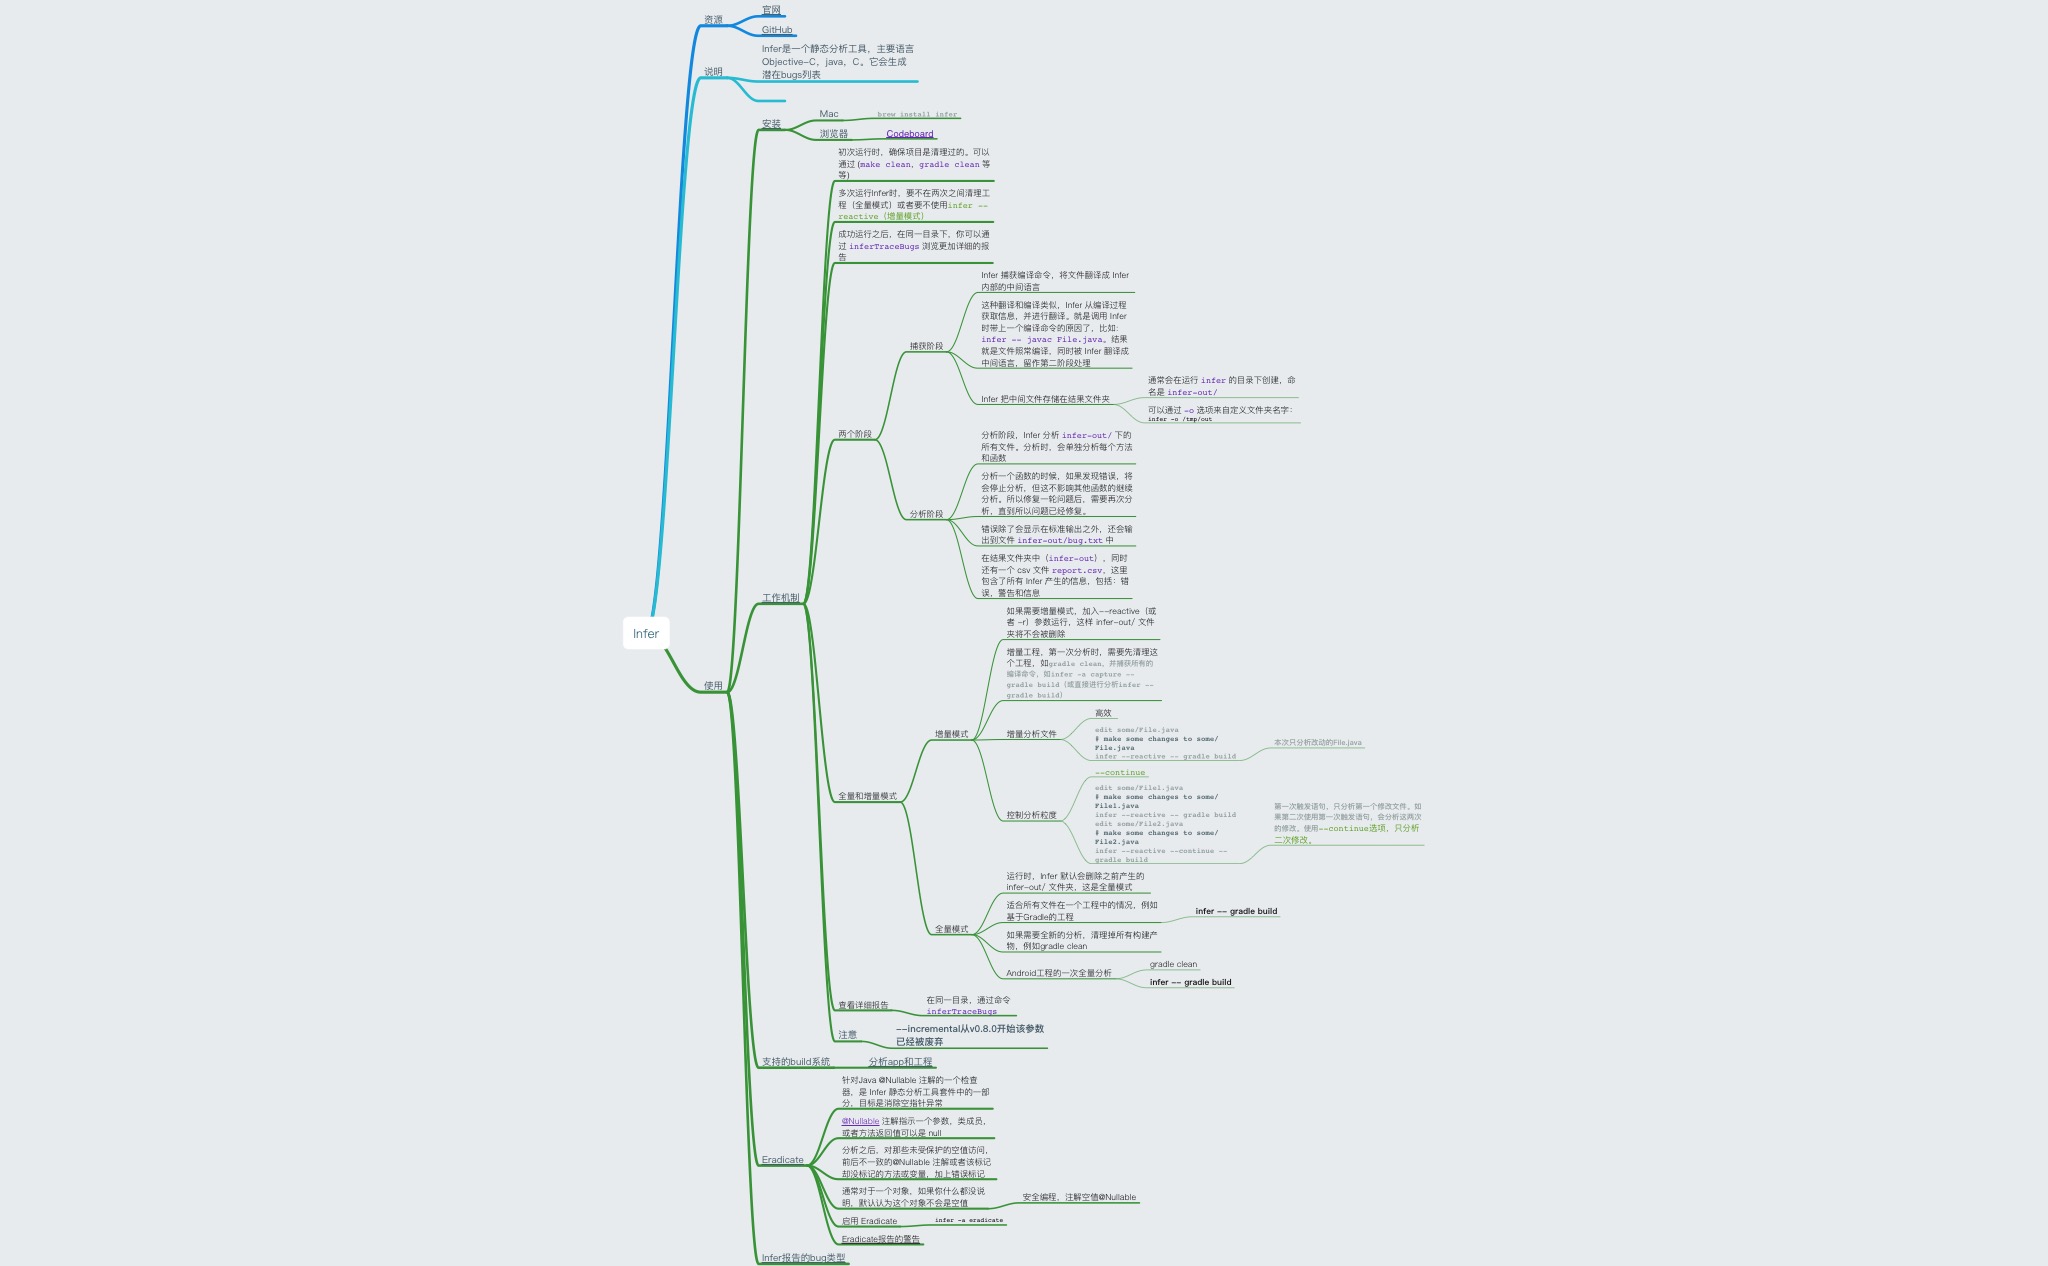 Infer
资源
官网
GitHub
说明
Infer是一个静态分析工具，主要语言
Objective-C，java，C。它会生成
潜在bugs列表
使用
安装
Mac
brew install infer
浏览器
Codeboard
工作机制
初次运行时，确保项目是清理过的。可以
通过 (make clean，gradle clean 等
等)
多次运行Infer时，要不在两次之间清理工
程（全量模式）或者要不使用infer --
reactive（增量模式）
成功运行之后，在同一目录下，你可以通
过 inferTraceBugs 浏览更加详细的报
告
两个阶段
捕获阶段
Infer 捕获编译命令，将文件翻译成 Infer
内部的中间语言
这种翻译和编译类似，Infer 从编译过程
获取信息，并进行翻译。就是调用 Infer
时带上一个编译命令的原因了，比如:
infer -- javac File.java。结果
就是文件照常编译，同时被 Infer 翻译成
中间语言，留作第二阶段处理
Infer 把中间文件存储在结果文件夹
通常会在运行 infer 的目录下创建，命
名是 infer-out/
可以通过 -o 选项来自定义文件夹名字：
infer -o /tmp/out
分析阶段
分析阶段，Infer 分析 infer-out/ 下的
所有文件。分析时，会单独分析每个方法
和函数
分析一个函数的时候，如果发现错误，将
会停止分析，但这不影响其他函数的继续
分析。所以修复一轮问题后，需要再次分
析，直到所以问题已经修复。
错误除了会显示在标准输出之外，还会输
出到文件 infer-out/bug.txt 中
在结果文件夹中（infer-out），同时
还有一个 csv 文件 report.csv，这里
包含了所有 Infer 产生的信息，包括：错
误，警告和信息
全量和增量模式
增量模式
如果需要增量模式，加入--reactive（或
者 -r）参数运行，这样 infer-out/ 文件
夹将不会被删除
增量工程，第一次分析时，需要先清理这
个工程，如gradle clean，并捕获所有的
编译命令，如infer -a capture --
gradle build（或直接进行分析infer --
gradle build）
增量分析文件
高效
edit some/File.java
# make some changes to some/
File.java
infer --reactive -- gradle build
本次只分析改动的File.java
控制分析粒度
--continue
edit some/File1.java
# make some changes to some/
File1.java
infer --reactive -- gradle build
edit some/File2.java
# make some changes to some/
File2.java
infer --reactive --continue --
gradle build
第一次触发语句，只分析第一个修改文件。如
果第二次使用第一次触发语句，会分析这两次
的修改。使用--continue选项，只分析
二次修改。
全量模式
运行时，Infer 默认会删除之前产生的
infer-out/ 文件夹，这是全量模式
适合所有文件在一个工程中的情况，例如
基于Gradle的工程
infer -- gradle build
如果需要全新的分析，清理掉所有构建产
物，例如gradle clean
Android工程的一次全量分析
gradle clean
infer -- gradle build
查看详细报告
在同一目录，通过命令
inferTraceBugs
注意
--incremental从v0.8.0开始该参数
已经被废弃
支持的build系统
分析app和工程
Eradicate
针对Java @Nullable 注解的一个检查
器，是 Infer 静态分析工具套件中的一部
分，目标是消除空指针异常
@Nullable 注解指示一个参数，类成员，
或者方法返回值可以是 null
分析之后，对那些未受保护的空值访问，
前后不一致的@Nullable 注解或者该标记
却没标记的方法或变量，加上错误标记
通常对于一个对象，如果你什么都没说
明，默认认为这个对象不会是空值
安全编程，注解空值@Nullable
启用 Eradicate
infer -a eradicate
Eradicate报告的警告
Infer报告的bug类型